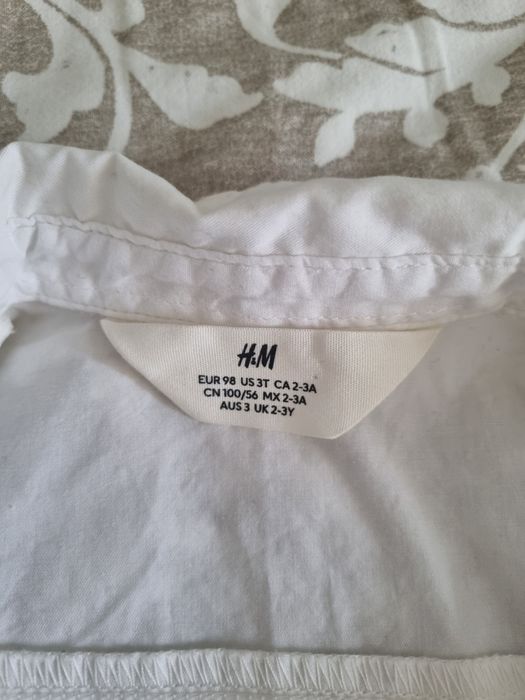 H&M
EUR 98 US 3T CA 2-3A
CN 100/56 MX 2-3A
AUS 3 UK 2-3Y